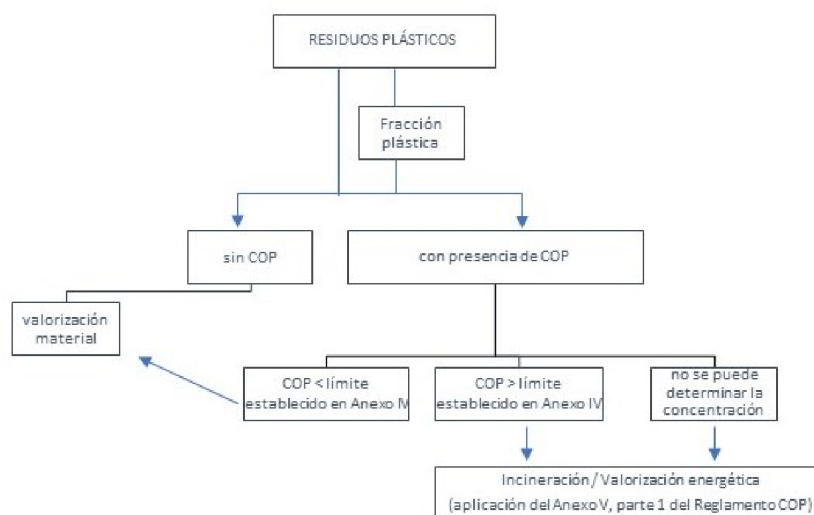 RESIDUOS PLÁSTICOS
Fracción
plástica
sin COP
con presencia de COP
valorización
material
COP < límite
establecido en Anexo IV
COP > límite
establecido en Anexo IV
no se puede
determinar la
concentración
Incineración / Valorización energética
(aplicación del Anexo V, parte 1 del Reglamento COP)